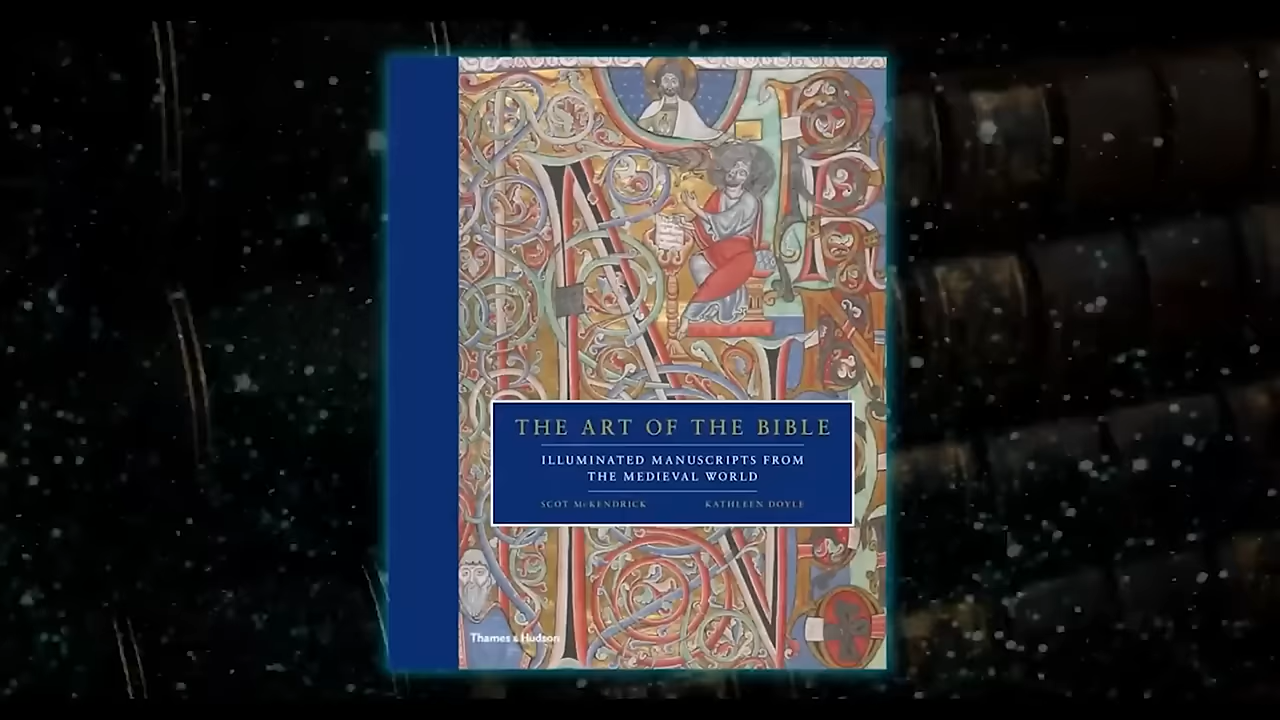 THE ART OF THE BIBLE
ILLUMINATED MANUSCRIPTS FROM
THE MEDIEVAL WORLD
SCOT McKENDRICK KATHLEEN DOYLE
Thames & Hudson